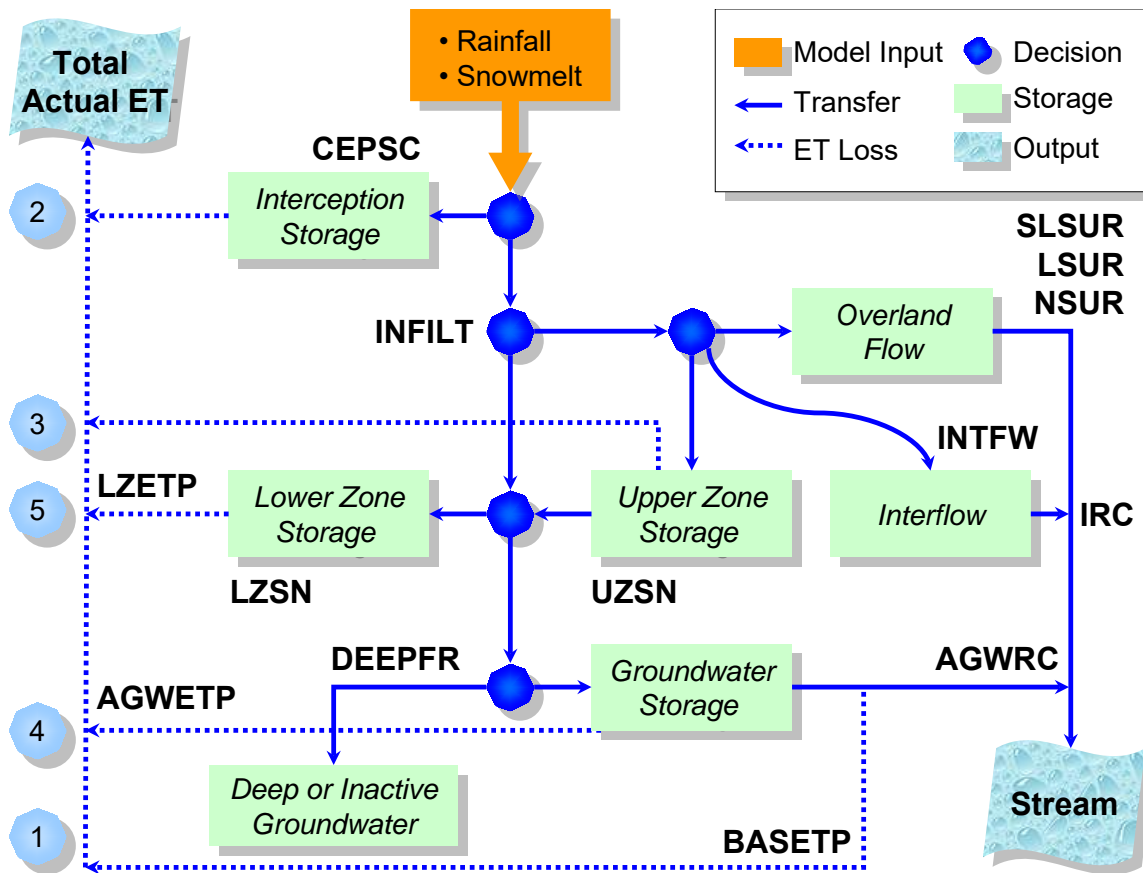 Total
Actual ET
• Rainfall
• Snowmelt
Model Input
Decision
Transfer
Storage
ET Loss
Output
CEPSC
2
Interception
Storage
SLSUR
LSUR
NSUR
INFILT
Overland
Flow
3
INTFW
LZETP
5
Lower Zone
Storage
Upper Zone
Storage
Interflow
IRC
LZSN
UZSN
DEEPFR
Groundwater
Storage
AGWRC
AGWETP
4
Deep or Inactive
Groundwater
Stream
1
BASETP